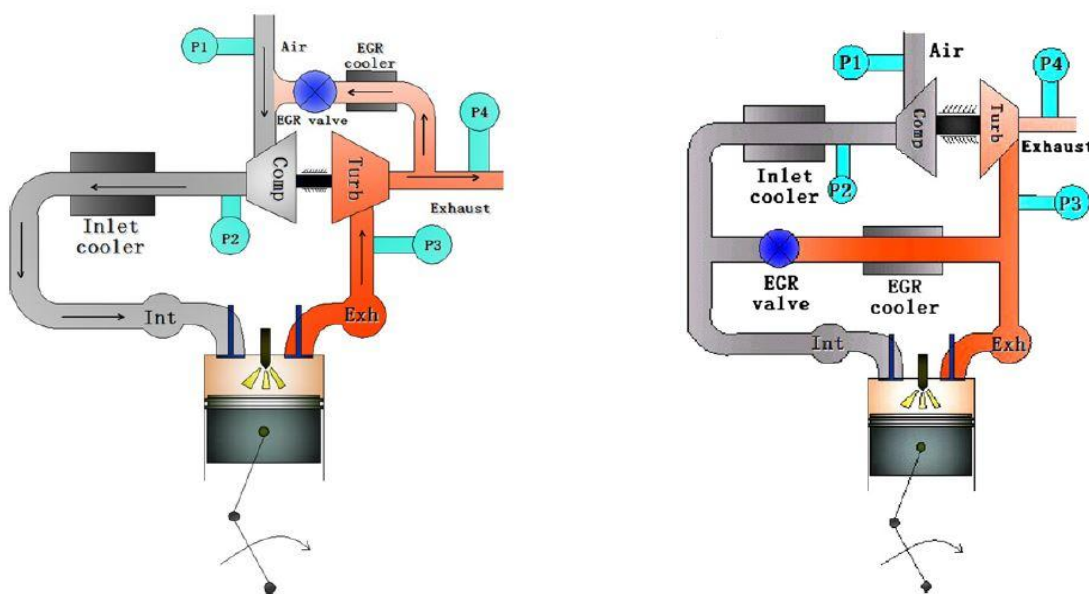 P1
Air
EGR
cooler
EGR valve
P4
Comp
Turb
Exhaust
Inlet
cooler
P2
P3
Int
Exh
P1
Air
P4
Comp
Turb
Exhaust
Inlet
cooler
P2
P3
EGR
valve
EGR
cooler
Int
Exh